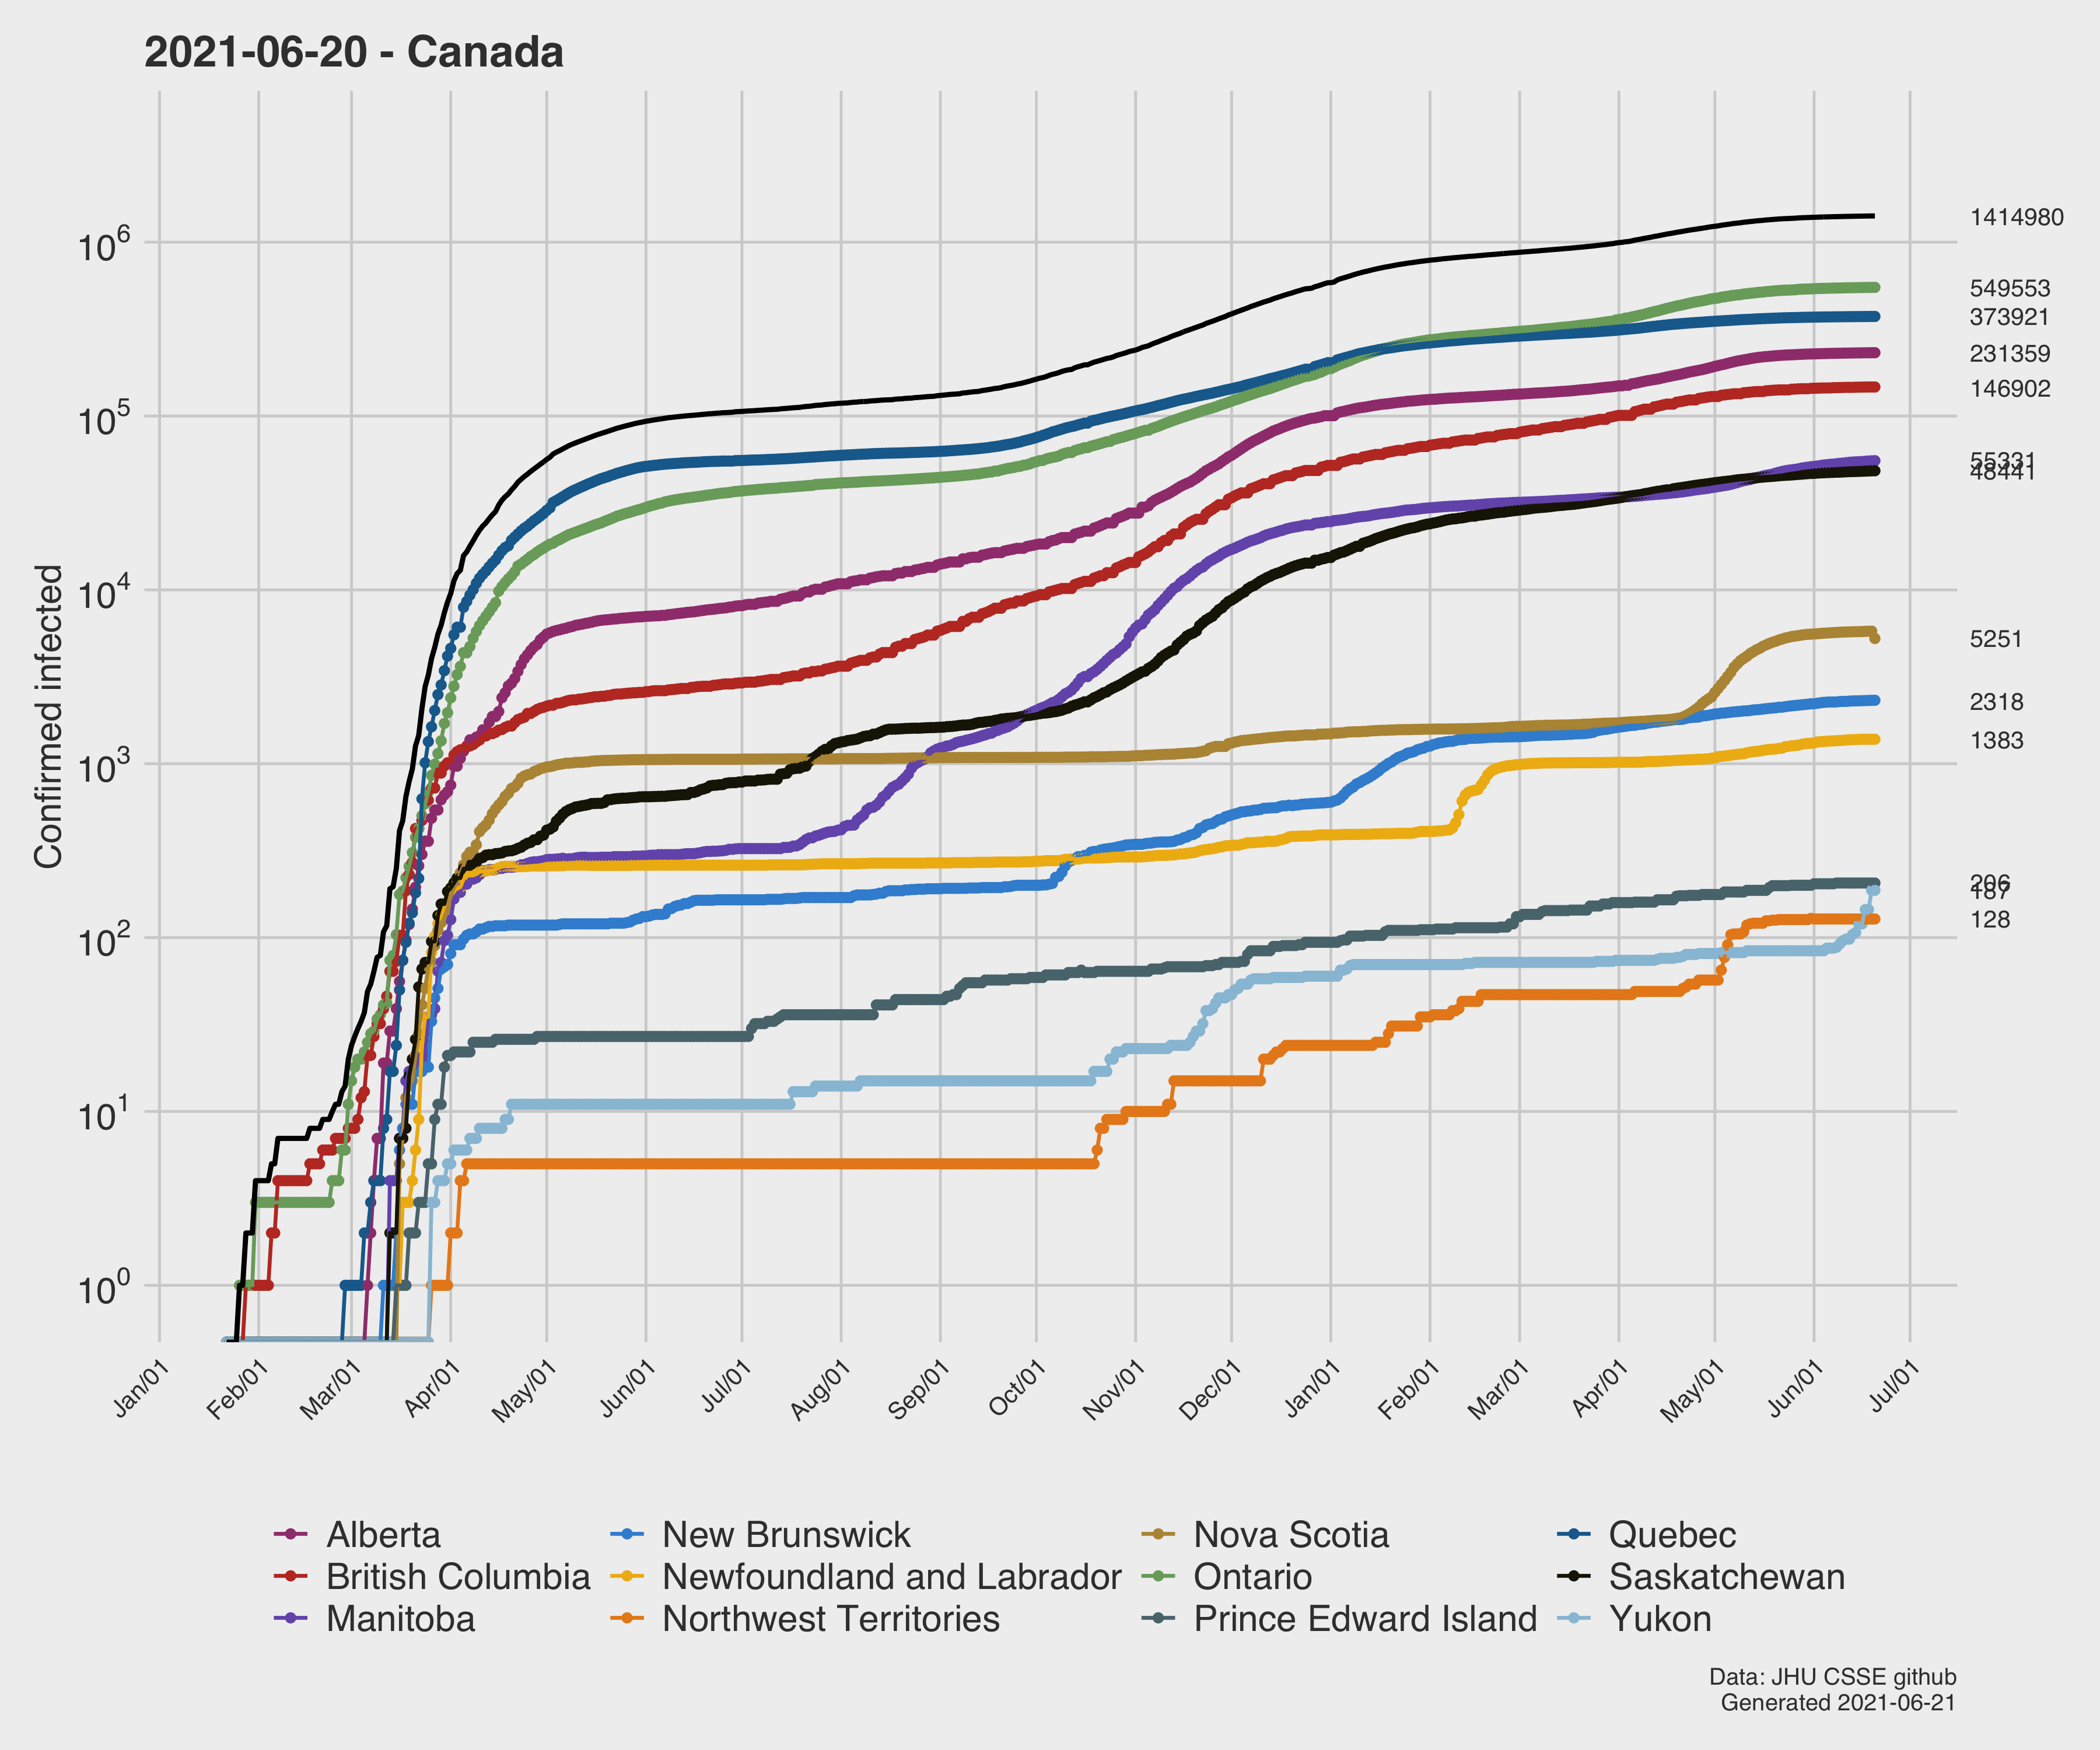 2021-06-20 - Canada
Confirmed infected
10^6
10^5
10^4
10^3
10^2
10^1
10^0
1414980
549553
373921
231359
146902
55331
48441
5251
2318
1383
206
187
128
Jan/01 Feb/01 Mar/01 Apr/01 May/01 Jun/01 Jul/01 Aug/01 Sep/01 Oct/01 Nov/01 Dec/01 Jan/01 Feb/01 Mar/01 Apr/01 May/01 Jun/01 Jul/01
Alberta New Brunswick Nova Scotia Quebec
British Columbia Newfoundland and Labrador Ontario Saskatchewan
Manitoba Northwest Territories Prince Edward Island Yukon
Data: JHU CSSE github
Generated 2021-06-21